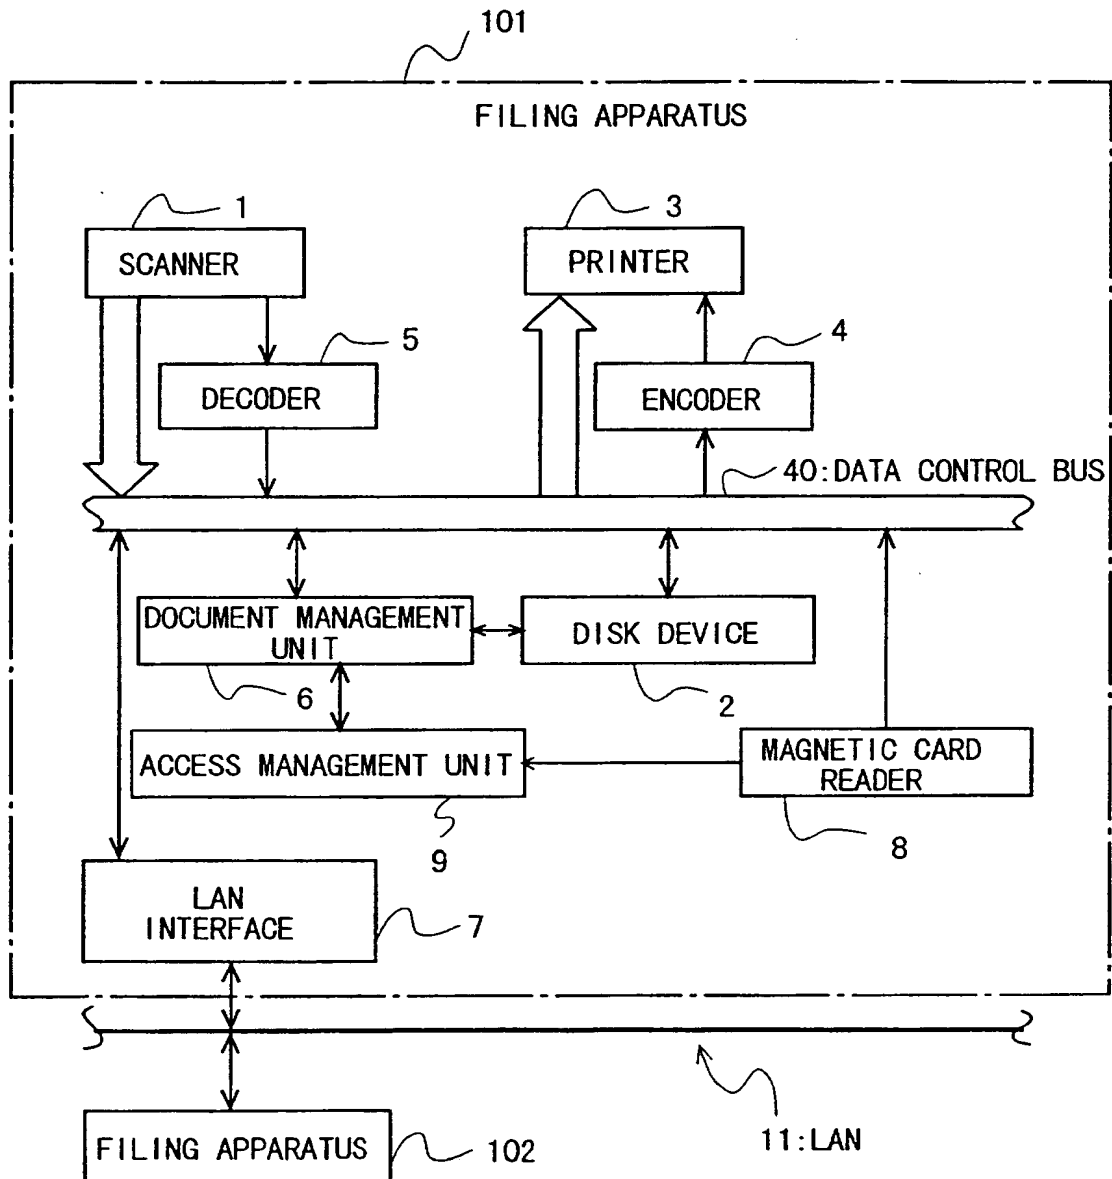 101
FILING APPARATUS
1
3
SCANNER
PRINTER
5
4
DECODER
ENCODER
40:DATA CONTROL BUS
DOCUMENT MANAGEMENT
UNIT
DISK DEVICE
6
2
ACCESS MANAGEMENT UNIT
MAGNETIC CARD
READER
9
8
LAN
INTERFACE
7
FILING APPARATUS
102
11:LAN